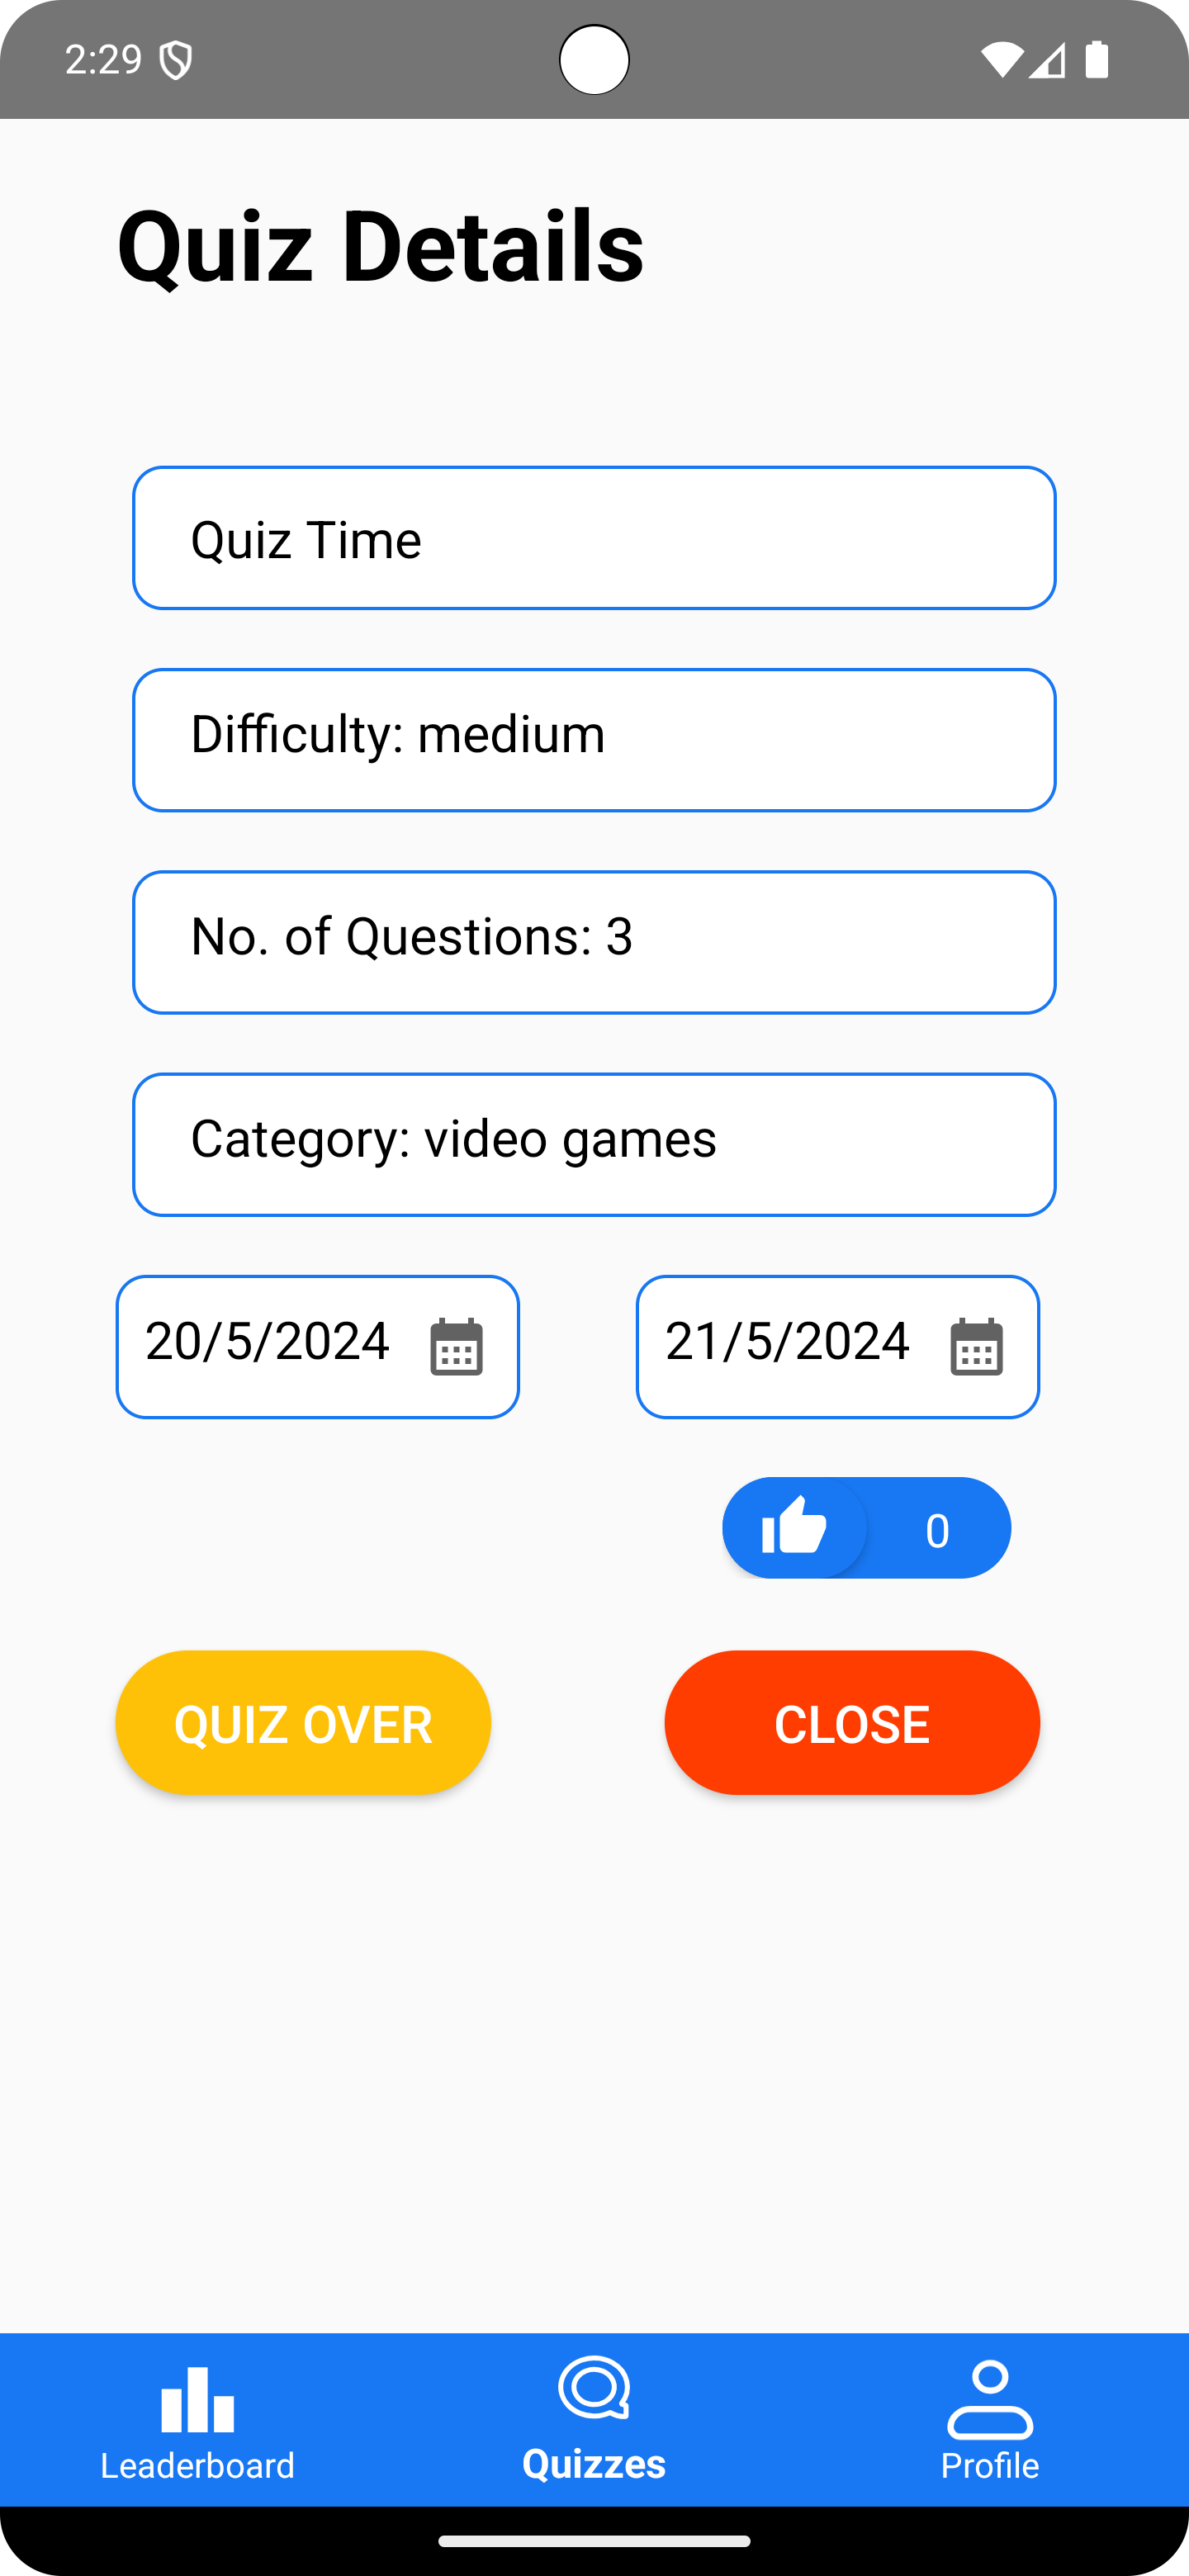 2:29
Quiz Details
Quiz Time
Difficulty: medium
No. of Questions: 3
Category: video games
20/5/2024 21/5/2024
0
QUIZ OVER CLOSE
Leaderboard Quizzes Profile